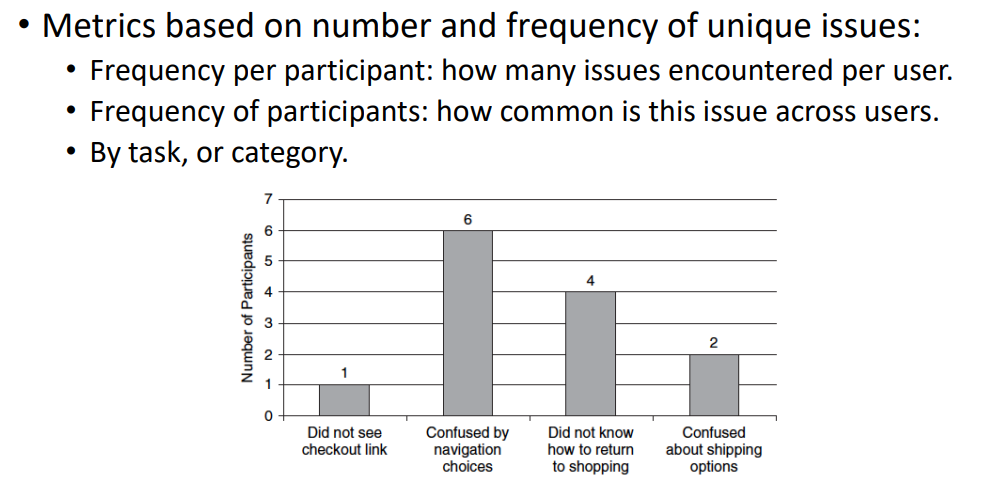 • Metrics based on number and frequency of unique issues:
• Frequency per participant: how many issues encountered per user.
• Frequency of participants: how common is this issue across users.
• By task, or category.
Number of Participants
7
6
5
4
3
2
1
0
1
6
4
2
Did not see
checkout link
Confused by
navigation
choices
Did not know
how to return
to shopping
Confused
about shipping
options